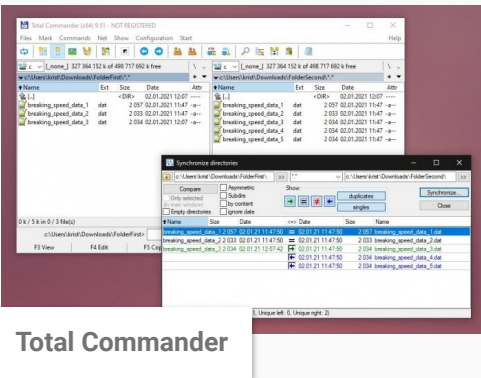 Total Commander (x64) 9.51 - NOT REGISTERED
Files Mark Commands Net Show Configuration Start Help
c [_none_] 327 364 152 k of 498 717 692 k free \ .. c [_none_] 327 364 152 k of 498 717 692 k free \ ..
c:\Users\krist\Downloads\FolderFirst\*.* c:\Users\krist\Downloads\FolderSecond\*.*
Name Ext Size Date Attr Name Ext Size Date Attr
[..] <DIR> 02.01.2021 12:07 ---- [..] <DIR> 02.01.2021 12:07 ----
breaking_speed_data_1 dat 2 057 02.01.2021 11:47 -a-- breaking_speed_data_1 dat 2 057 02.01.2021 11:47 -a--
breaking_speed_data_2 dat 2 033 02.01.2021 11:47 -a-- breaking_speed_data_2 dat 2 033 02.01.2021 11:47 -a--
breaking_speed_data_3 dat 2 034 02.01.2021 12:07 -a-- breaking_speed_data_3 dat 2 034 02.01.2021 11:47 -a--
breaking_speed_data_4 dat 2 034 02.01.2021 11:47 -a--
breaking_speed_data_5 dat 2 034 02.01.2021 11:47 -a--
0 k / 5 k in 0 / 3 file(s)
c:\Users\krist\Downloads\FolderFirst>
F3 View F4 Edit F5 Cop
Synchronize directories
c:\Users\krist\Downloads\FolderFirst\ >> *.* c:\Users\krist\Downloads\FolderSecond\ >>
Compare Asymmetric Show: Synchronize...
Only selected Subdirs duplicates
in main window by content singles Close
Empty directories ignore date
Name Size Date <=> Date Size Name
breaking_speed_data_1 2 057 02.01.21 11:47:50 = 02.01.21 11:47:50 2 057 breaking_speed_data_1.dat
breaking_speed_data_2 2 033 02.01.21 11:47:50 = 02.01.21 11:47:50 2 033 breaking_speed_data_2.dat
breaking_speed_data_3 2 034 02.01.21 12:07:42 02.01.21 11:47:50 2 034 breaking_speed_data_3.dat
02.01.21 11:47:50 2 034 breaking_speed_data_4.dat
02.01.21 11:47:50 2 034 breaking_speed_data_5.dat
1, Unique left: 0, Unique right: 2)
Total Commander